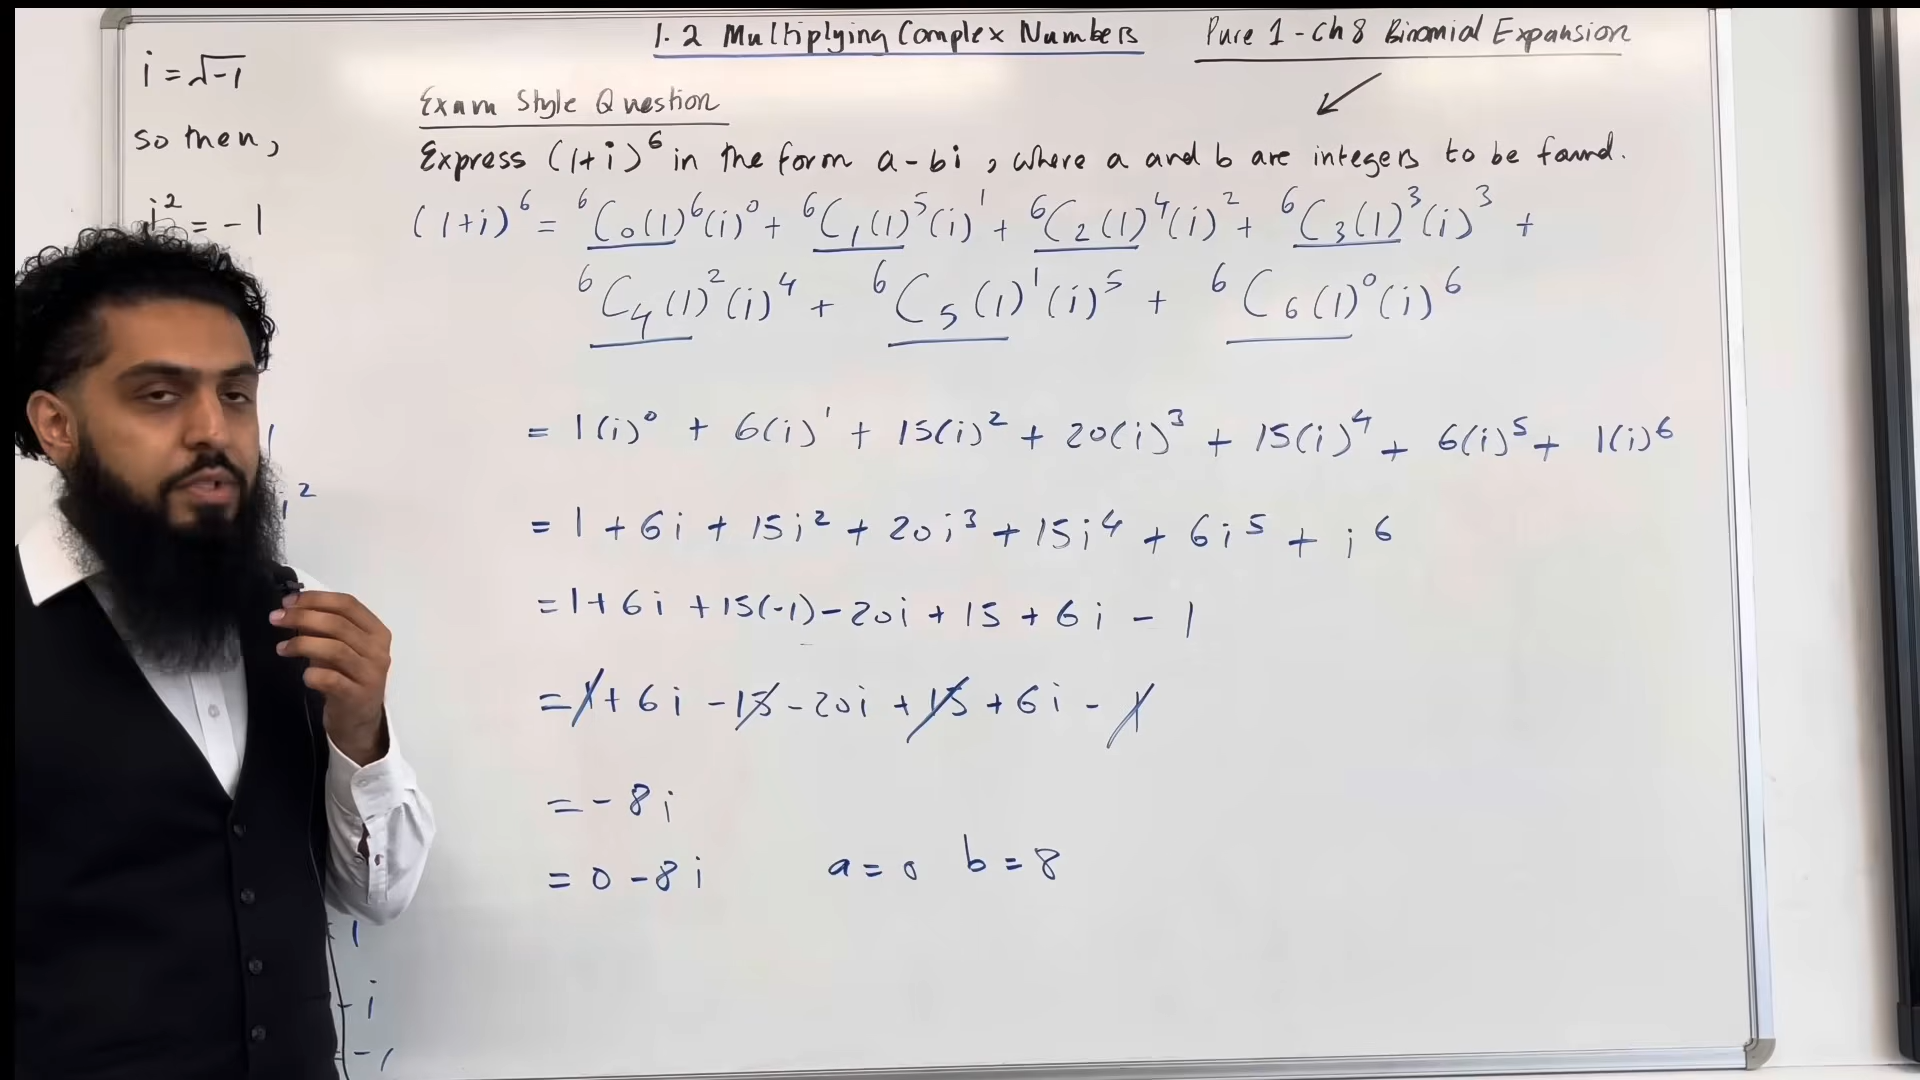 1.2 Multiplying Complex Numbers
Pure 1 - Ch 8 Binomial Expansion
i = √-1
so then,
i² = -1
Exam Style Question
Express (1+i)⁶ in the form a - bi, where a and b are integers to be found.
(1+i)⁶ = ⁶C₀(1)⁶(i)⁰ + ⁶C₁(1)⁵(i)¹ + ⁶C₂(1)⁴(i)² + ⁶C₃(1)³(i)³ +
⁶C₄(1)²(i)⁴ + ⁶C₅(1)¹(i)⁵ + ⁶C₆(1)⁰(i)⁶
= 1(i)⁰ + 6(i)¹ + 15(i)² + 20(i)³ + 15(i)⁴ + 6(i)⁵ + 1(i)⁶
= 1 + 6i + 15i² + 20i³ + 15i⁴ + 6i⁵ + i⁶
= 1 + 6i + 15(-1) - 20i + 15 + 6i - 1
= 1 + 6i - 15 - 20i + 15 + 6i - 1
= - 8i
= 0 - 8i a = 0 b = 8